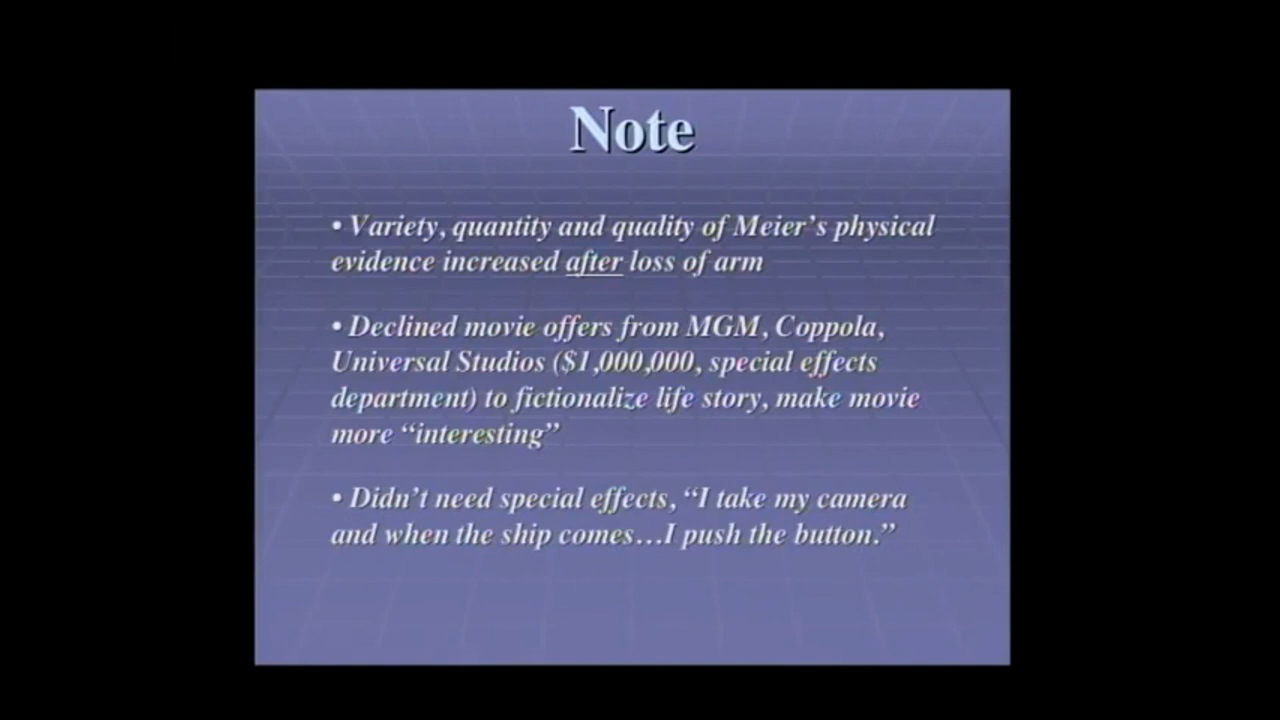 Note
• Variety, quantity and quality of Meier’s physical
evidence increased after loss of arm
• Declined movie offers from MGM, Coppola,
Universal Studios ($1,000,000, special effects
department) to fictionalize life story, make movie
more “interesting”
• Didn’t need special effects, “I take my camera
and when the ship comes…I push the button.”